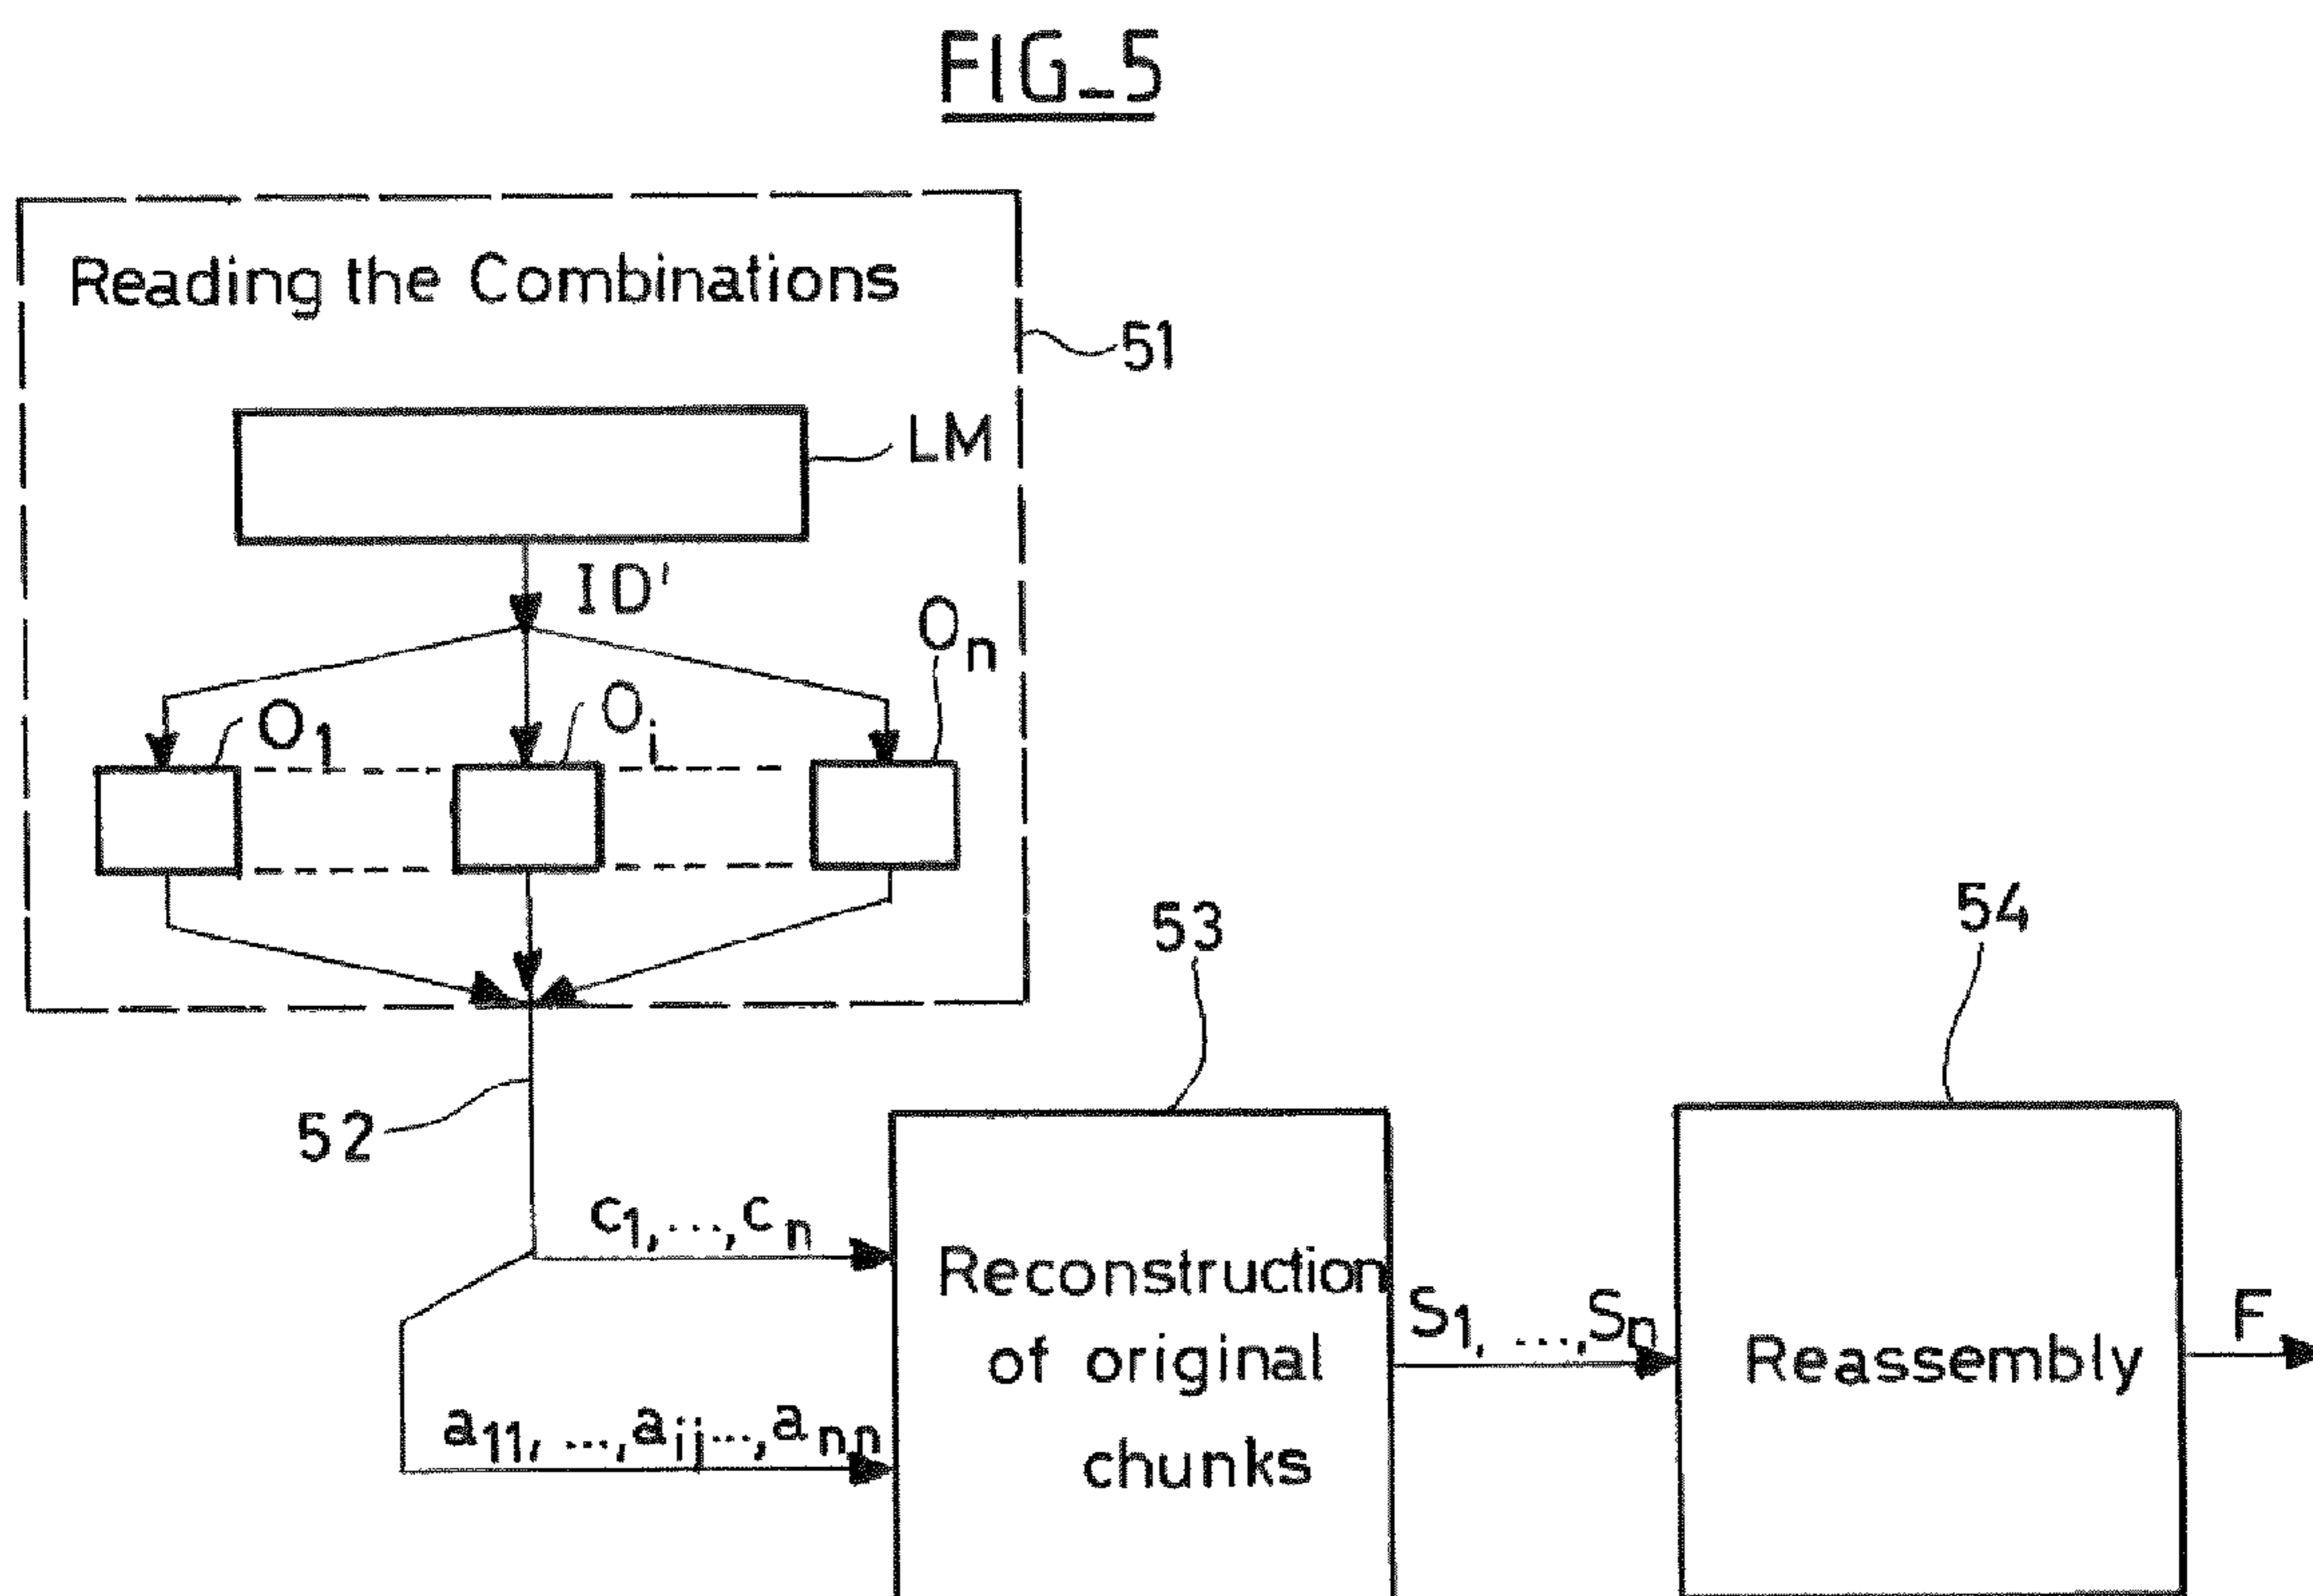 FIG_5
Reading the Combinations
51
LM
ID'
On
O1
Oi
53
54
52
c1,...,cn
Reconstruction
of original
chunks
S1, ...,Sn
Reassembly
F
a11, ...,aij...,ann